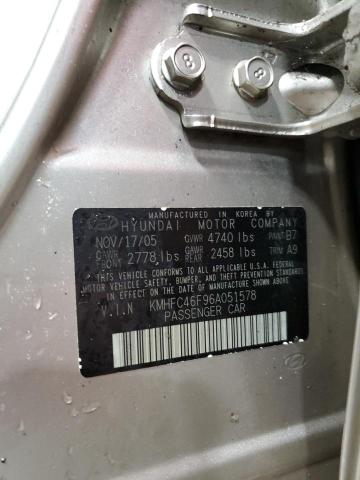 8
8
MANUFACTURED IN KOREA BY
HYUNDAI MOTOR COMPANY
NOV/17/05 GVWR 4740 lbs PAINT B7
GAWR FRONT 2778 lbs GAWR REAR 2458 lbs TRIM A9
THIS VEHICLE CONFORMS TO ALL APPLICABLE U.S.A. FEDERAL
MOTOR VEHICLE SAFETY, BUMPER, AND THEFT PREVENTION STANDARDS
IN EFFECT ON THE DATE OF MANUFACTURE SHOWN ABOVE.
V.I.N KMHFC46F96A051578
PASSENGER CAR